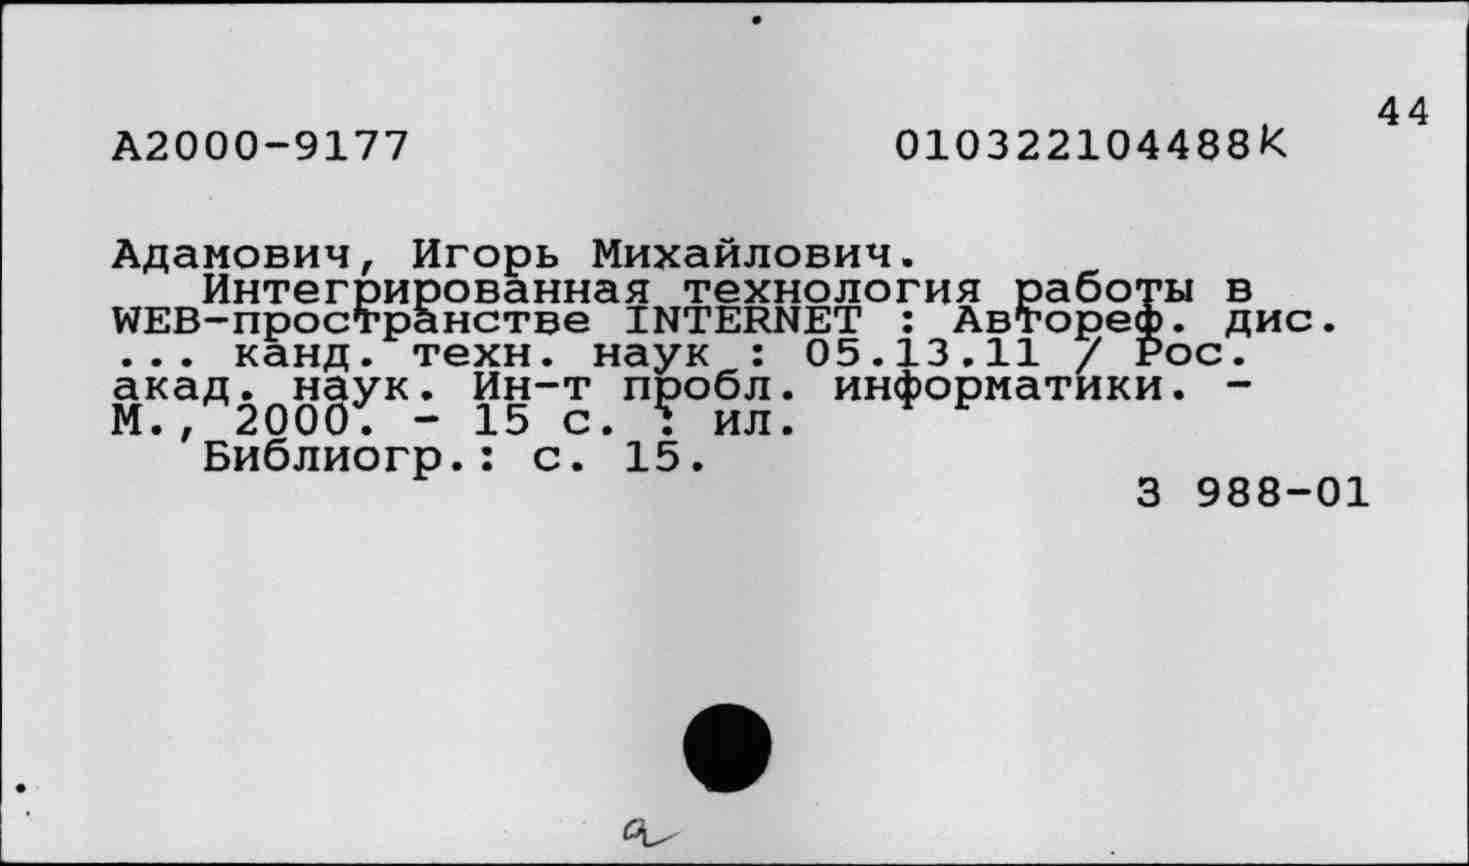 44
А2000-9177 010322104488К
Адамович, Игорь Михайлович.
Интегрированная технология работы в
WEB-пространстве INTERNET : Автореф. дис.
... канд. техн. наук : 05.13.11 / Рос.
акад. наук. Ин-т пробл. информатики. -
М., 2000. - 15 с. : ил.
Библиогр.: с. 15.
3 988-01